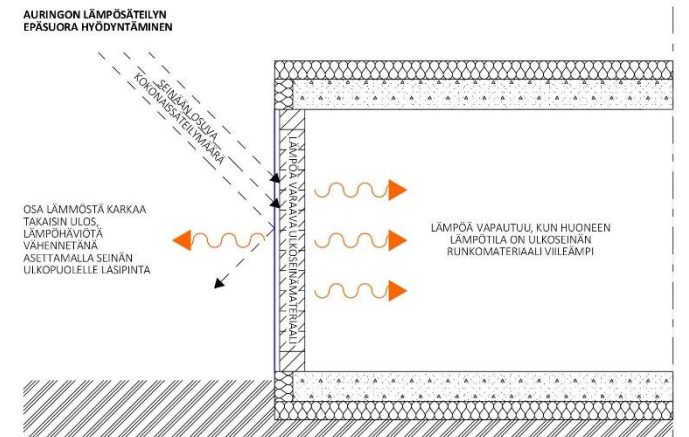 AURINGON LÄMPÖSÄTEILYN
EPÄSUORA HYÖDYNTÄMINEN
SEINÄÄN OSUVA
KOKONAISSÄTEILYMÄÄRÄ
LÄMPÖÄ VARAAVA ULKOSEINÄMATERIAALI
OSA LÄMMÖSTÄ KARKAA
TAKAISIN ULOS,
LÄMPÖHÄVIÖTÄ
VÄHENNETÄNÄ
ASETTAMALLA SEINÄN
ULKOPUOLELLE LASIPINTA
LÄMPÖÄ VAPAUTUU, KUN HUONEEN
LÄMPÖTILA ON ULKOSEINÄN
RUNKOMATERIAALI VIILEÄMPI